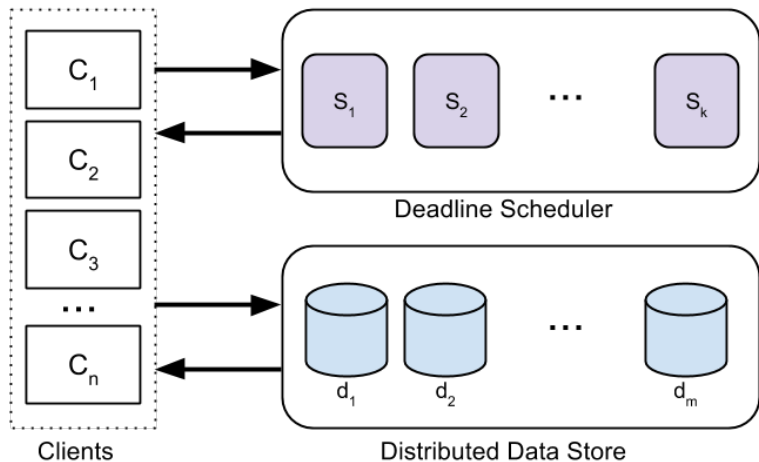 C1
C2
C3
...
Cn
Clients
S1 S2 ... Sk
Deadline Scheduler
...
d1 d2 dm
Distributed Data Store